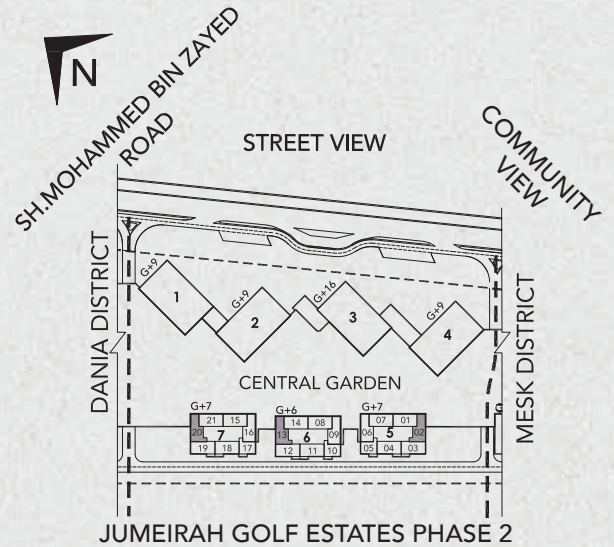 N
SH.MOHAMMED BIN ZAYED
ROAD
STREET VIEW
COMMUNITY
VIEW
DANIA DISTRICT
MESK DISTRICT
G+9
1
G+9
2
G+16
3
G+9
4
CENTRAL GARDEN
G+7
21 15
20 7 16
19 18 17
G+6
14 08
13 6 09
12 11 10
G+7
07 01
06 5 02
05 04 03
JUMEIRAH GOLF ESTATES PHASE 2